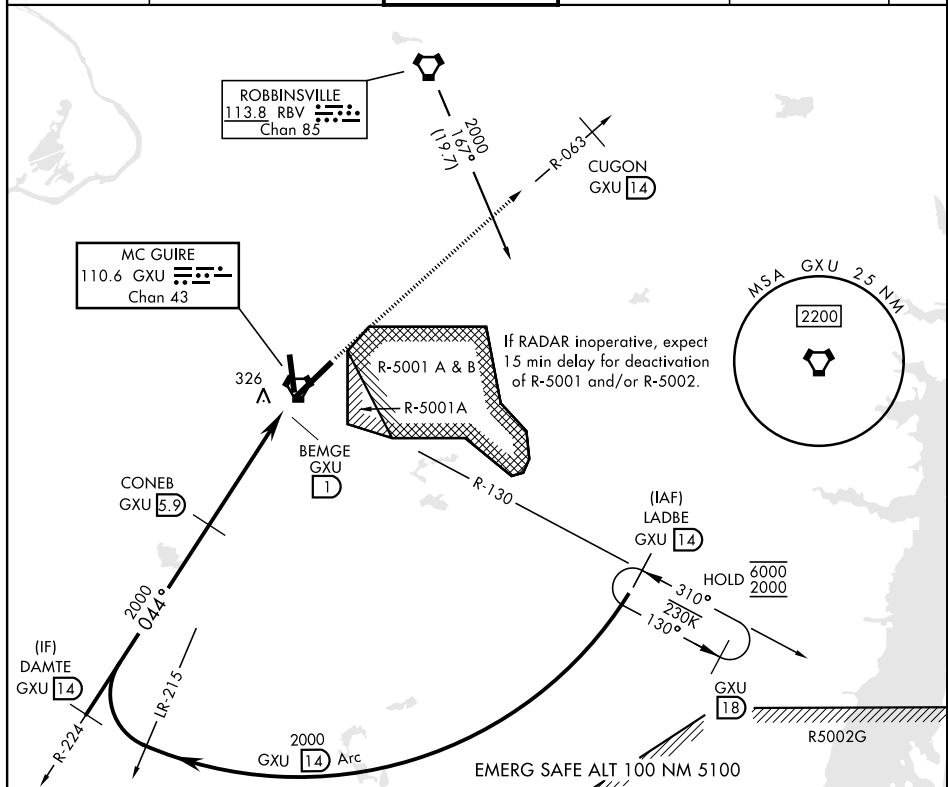 ROBBINSVILLE
113.8 RBV
Chan 85
2000
167°
(19.7)
R-063
CUGON
GXU 14
MC GUIRE
110.6 GXU
Chan 43
MSA GXU 25 NM
2200
If RADAR inoperative, expect
15 min delay for deactivation
of R-5001 and/or R-5002.
R-5001 A & B
R-5001A
326
BEMGE
GXU
1
CONEB
GXU 5.9
R-130
(IAF)
LADBE
GXU 14
HOLD 6000
2000
310°
230K
130°
2000
044°
(IF)
DAMTE
GXU 14
LR-215
R-224
GXU
18
R5002G
2000
GXU 14 Arc
EMERG SAFE ALT 100 NM 5100